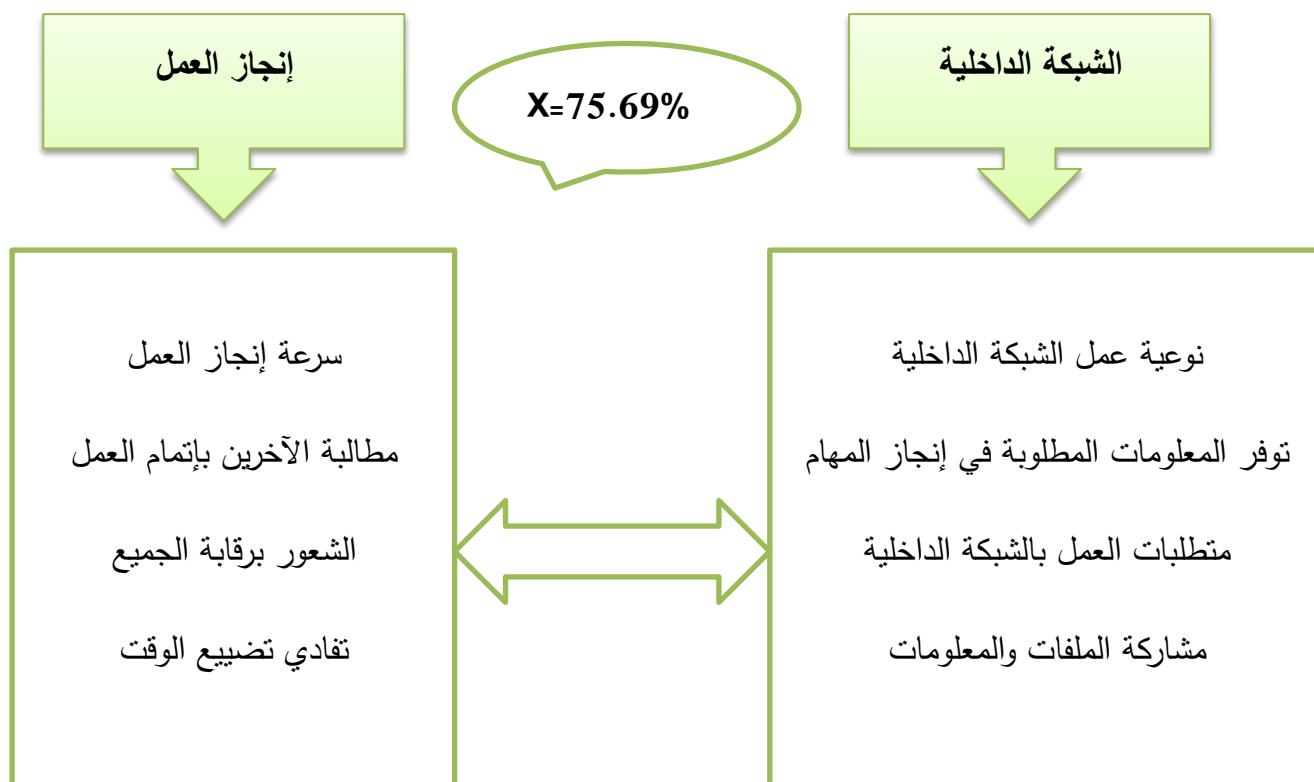 الشبكة الداخلية
X=75.69%
إنجاز العمل
نوعية عمل الشبكة الداخلية
توفر المعلومات المطلوبة في إنجاز المهام
متطلبات العمل بالشبكة الداخلية
مشاركة الملفات والمعلومات
سرعة إنجاز العمل
مطالبة الآخرين بإتمام العمل
الشعور برقابة الجميع
تفادي تضييع الوقت